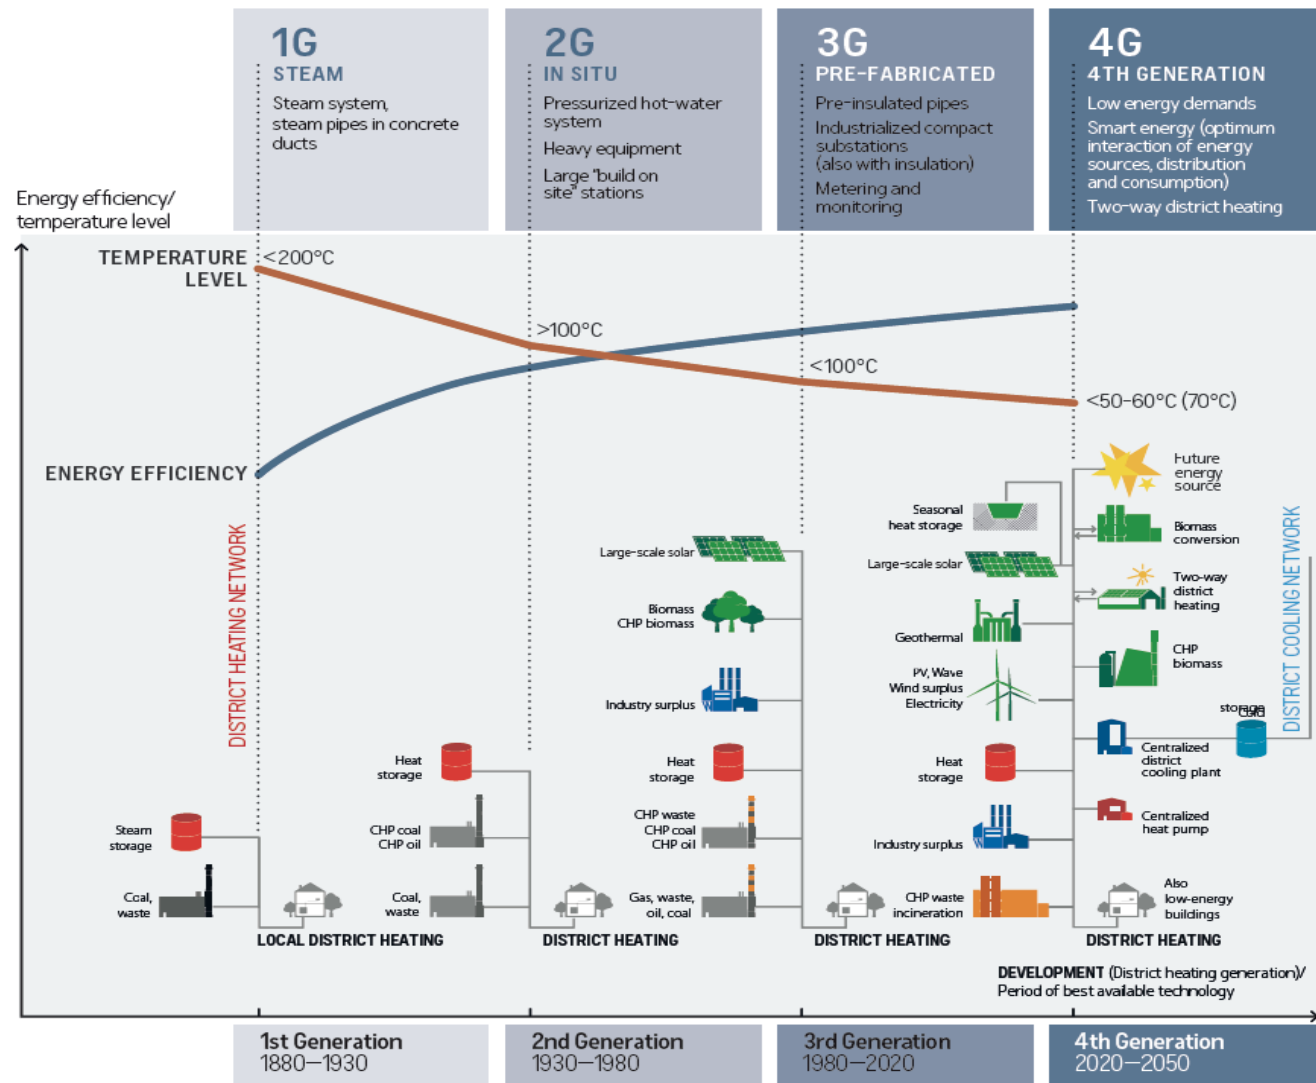 1G
STEAM
Steam system,
steam pipes in concrete
ducts
2G
IN SITU
Pressurized hot-water
system
Heavy equipment
Large "build on
site" stations
3G
PRE-FABRICATED
Pre-insulated pipes
Industrialized compact
substations
(also with insulation)
Metering and
monitoring
4G
4TH GENERATION
Low energy demands
Smart energy (optimum
interaction of energy
sources, distribution
and consumption)
Two-way district heating
Energy efficiency/
temperature level
TEMPERATURE
LEVEL
<200°C
>100°C
<100°C
<50-60°C (70°C)
ENERGY EFFICIENCY
DISTRICT HEATING NETWORK
Steam
storage
Coal,
waste
LOCAL DISTRICT HEATING
Heat
storage
CHP coal
CHP oil
Coal,
waste
DISTRICT HEATING
Large-scale solar
Biomass
CHP biomass
Industry surplus
Heat
storage
CHP waste
CHP coal
CHP oil
Gas, waste,
oil, coal
DISTRICT HEATING
Seasonal
heat storage
Large-scale solar
Geothermal
PV, Wave
Wind surplus
Electricity
Heat
storage
Industry surplus
CHP waste
incineration
Future
energy
source
Biomass
conversion
Two-way
district
heating
CHP
biomass
Centralized
district
cooling plant
Cold
storage
Centralized
heat pump
Also
low-energy
buildings
DISTRICT HEATING
DISTRICT COOLING NETWORK
DEVELOPMENT (District heating generation)/
Period of best available technology
1st Generation
1880—1930
2nd Generation
1930—1980
3rd Generation
1980—2020
4th Generation
2020—2050